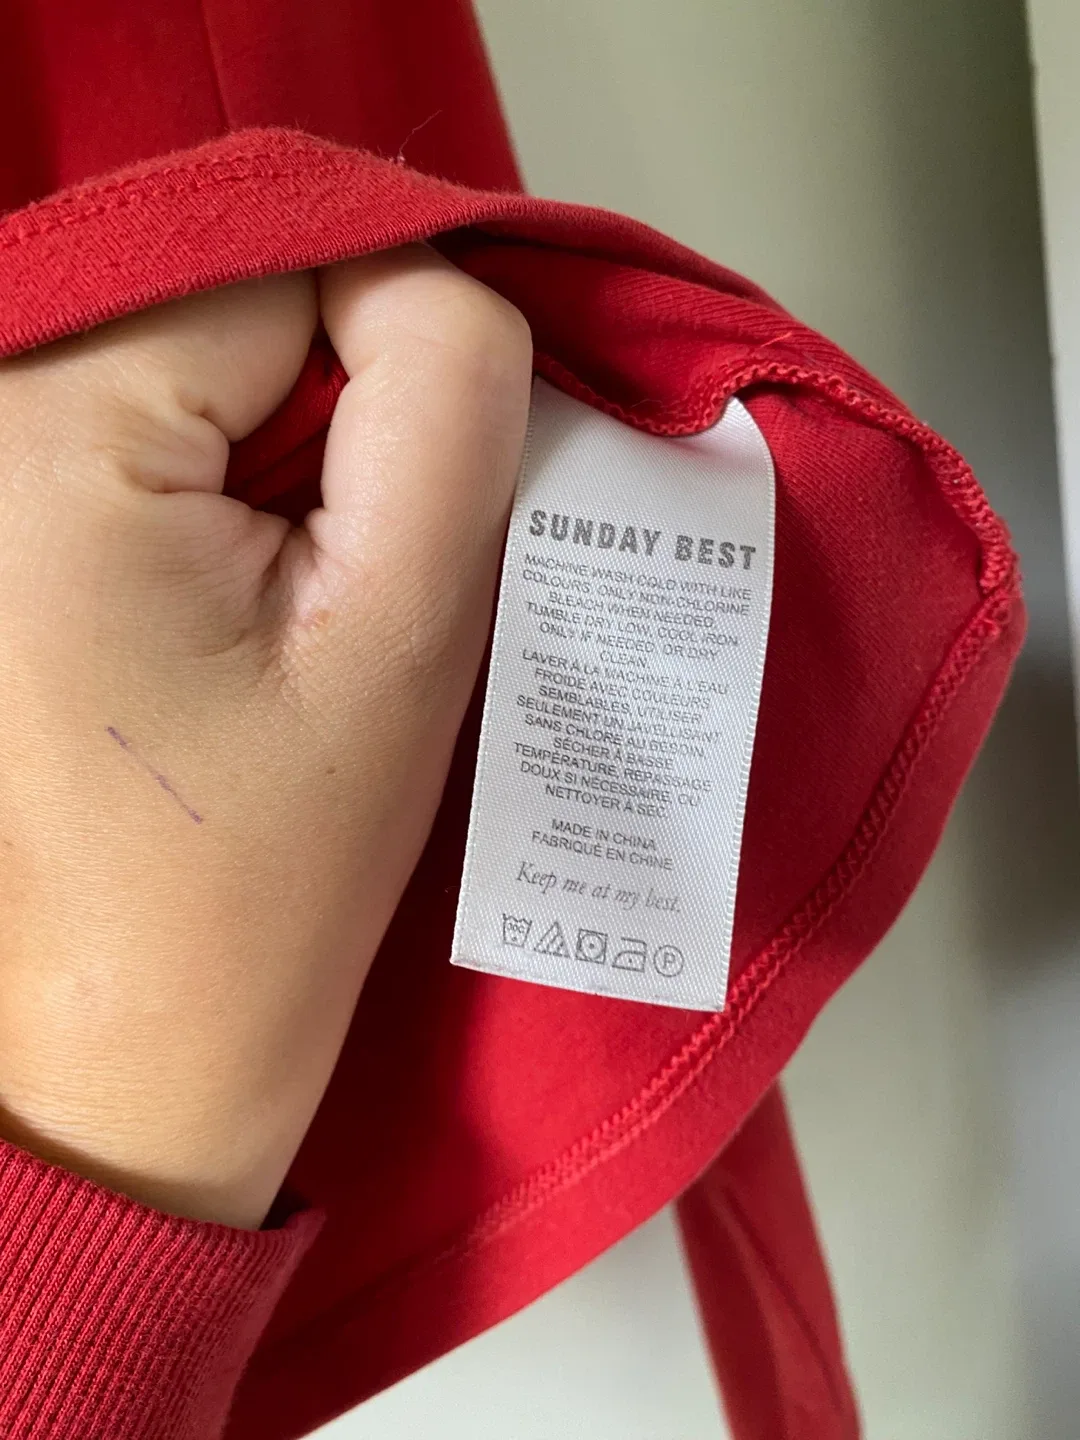 SUNDAY BEST
MACHINE WASH COLD WITH LIKE
COLOURS, ONLY NON-CHLORINE
BLEACH WHEN NEEDED,
TUMBLE DRY LOW, COOL IRON
ONLY IF NEEDED, OR DRY
CLEAN.
LAVER À LA MACHINE À L'EAU
FROIDE AVEC COULEURS
SEMBLABLES, UTILISER
SEULEMENT UN JAVELLISANT
SANS CHLORE AU BESOIN,
SÉCHER À BASSE
TEMPÉRATURE, REPASSAGE
DOUX SI NÉCESSAIRE, OU
NETTOYER À SEC.
MADE IN CHINA
FABRIQUÉ EN CHINE
Keep me at my best.
30C P